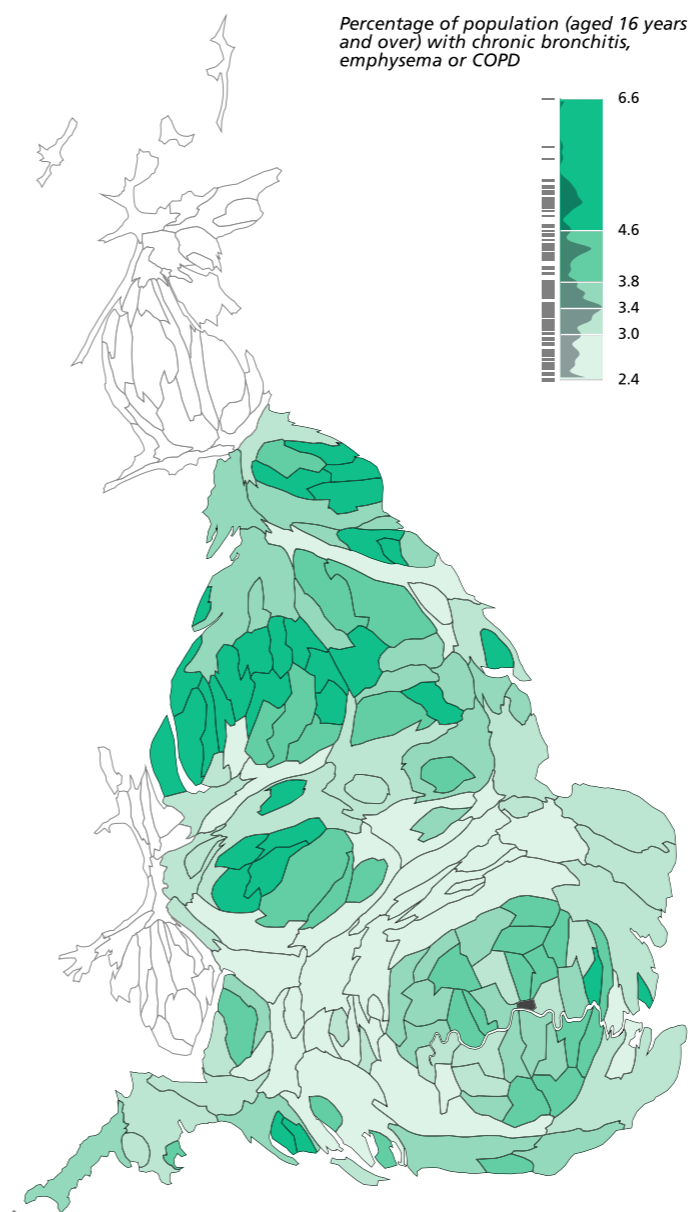 Percentage of population (aged 16 years
and over) with chronic bronchitis,
emphysema or COPD
6.6
4.6
3.8
3.4
3.0
2.4